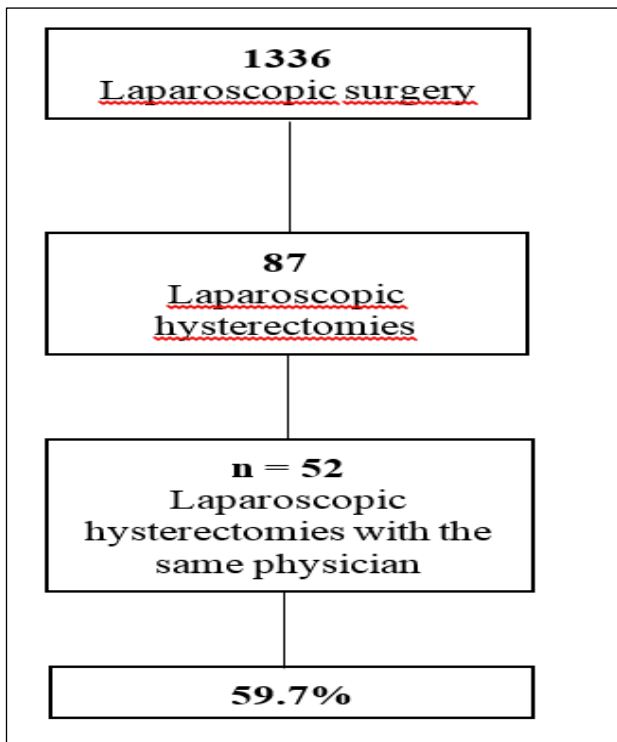 1336
Laparoscopic surgery
87
Laparoscopic
hysterectomies
n = 52
Laparoscopic
hysterectomies with the
same physician
59.7%